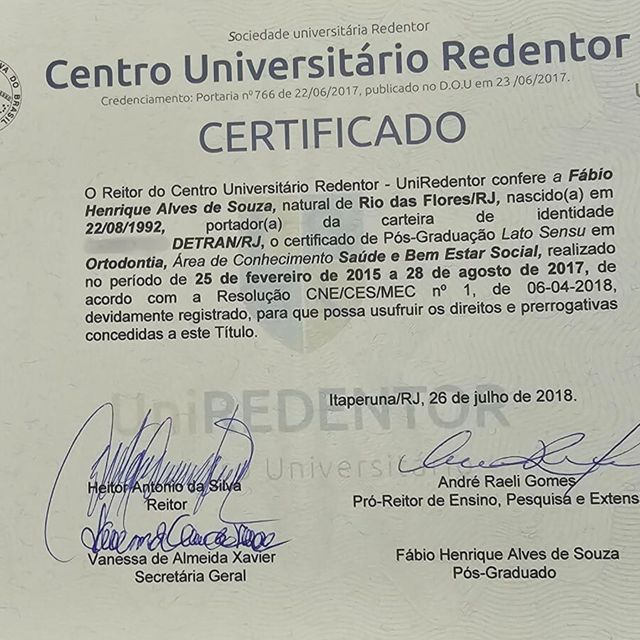 Sociedade universitária Redentor
Centro Universitário Redentor
Credenciamento: Portaria nº 766 de 22/06/2017, publicado no D.O.U em 23 /06/2017.
CERTIFICADO
O Reitor do Centro Universitário Redentor - UniRedentor confere a Fábio
Henrique Alves de Souza, natural de Rio das Flores/RJ, nascido(a) em
22/08/1992, portador(a) da carteira de identidade
DETRAN/RJ, o certificado de Pós-Graduação Lato Sensu em
Ortodontia, Área de Conhecimento Saúde e Bem Estar Social, realizado
no período de 25 de fevereiro de 2015 a 28 de agosto de 2017, de
acordo com a Resolução CNE/CES/MEC nº 1, de 06-04-2018,
devidamente registrado, para que possa usufruir os direitos e prerrogativas
concedidas a este Título.
UniREDENTOR
Itaperuna/RJ, 26 de julho de 2018.
Heitor Antonio da Silva
Reitor
Vanessa de Almeida Xavier
Secretária Geral
André Raeli Gomes
Pró-Reitor de Ensino, Pesquisa e Extens
Fábio Henrique Alves de Souza
Pós-Graduado